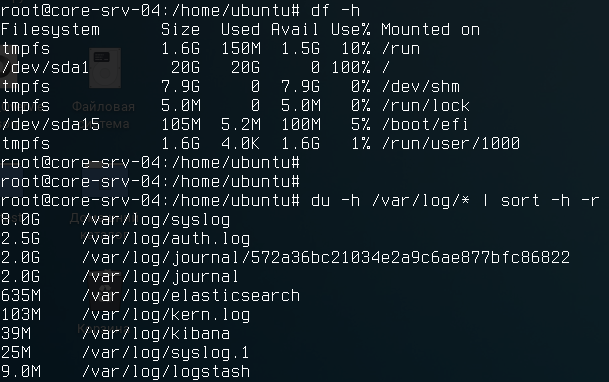 root@core-srv-04:/home/ubuntu# df -h
Filesystem      Size  Used Avail Use% Mounted on
tmpfs           1.6G  150M  1.5G  10% /run
/dev/sda1        20G   20G     0 100% /
tmpfs           7.9G     0  7.9G   0% /dev/shm
tmpfs           5.0M     0  5.0M   0% /run/lock
/dev/sda15      105M  5.2M  100M   5% /boot/efi
tmpfs           1.6G  4.0K  1.6G   1% /run/user/1000
root@core-srv-04:/home/ubuntu#
root@core-srv-04:/home/ubuntu#
root@core-srv-04:/home/ubuntu# du -h /var/log/* | sort -h -r
8.0G    /var/log/syslog
2.5G    /var/log/auth.log
2.0G    /var/log/journal/572a36bc21034e2a9c6ae877bfc86822
2.0G    /var/log/journal
635M    /var/log/elasticsearch
103M    /var/log/kern.log
39M     /var/log/kibana
25M     /var/log/syslog.1
9.0M    /var/log/logstash
Файловая